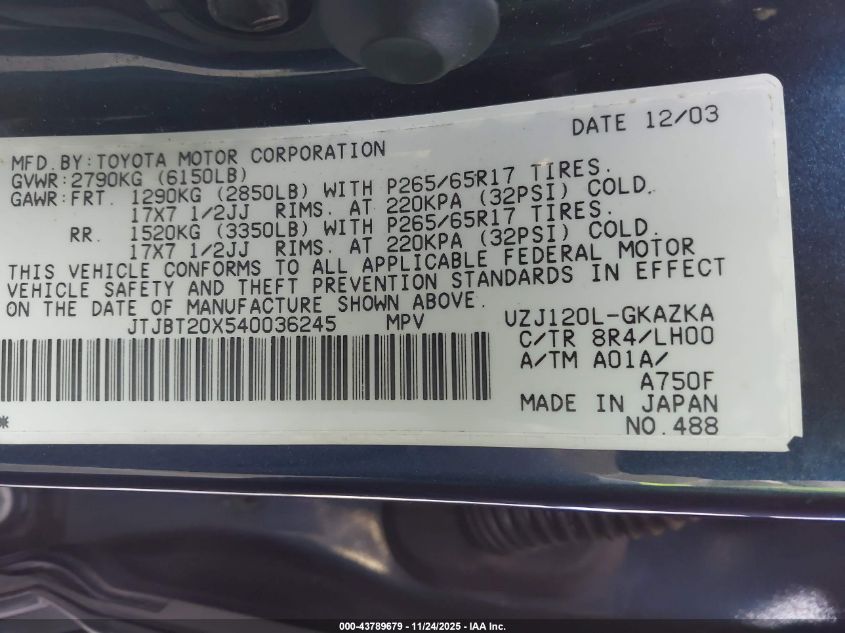 DATE 12/03
MFD. BY: TOYOTA MOTOR CORPORATION
GVWR: 2790KG (6150LB)
GAWR: FRT. 1290KG (2850LB) WITH P265/65R17 TIRES.
17X7 1/2JJ RIMS. AT 220KPA (32PSI) COLD.
RR. 1520KG (3350LB) WITH P265/65R17 TIRES.
17X7 1/2JJ RIMS. AT 220KPA (32PSI) COLD.
THIS VEHICLE CONFORMS TO ALL APPLICABLE FEDERAL MOTOR
VEHICLE SAFETY AND THEFT PREVENTION STANDARDS IN EFFECT
ON THE DATE OF MANUFACTURE SHOWN ABOVE.
JTJBT20X540036245 MPV UZJ120L-GKAZKA
C/TR 8R4/LH00
A/TM A01A/
A750F
MADE IN JAPAN
*
NO.488
000-43789679 - 11/24/2025 - IAA Inc.